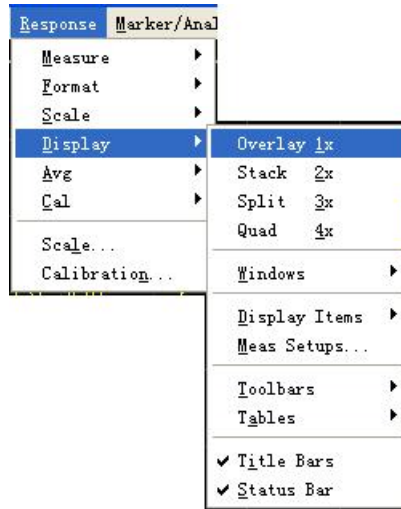 Response Marker/Anal
Measure
Format
Scale
Display
Avg
Cal
Scale...
Calibration...
Overlay 1x
Stack 2x
Split 3x
Quad 4x
Windows
Display Items
Meas Setups...
Toolbars
Tables
Title Bars
Status Bar